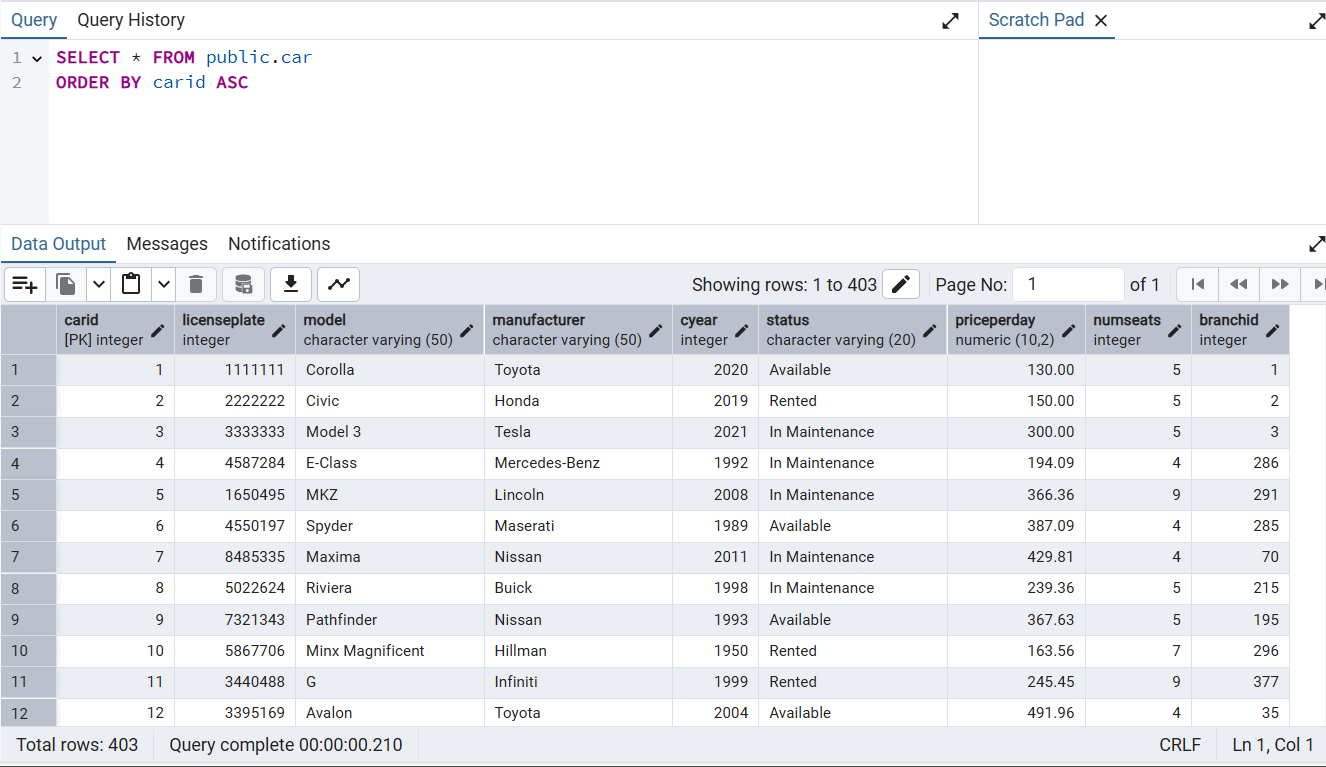 Query Query History Scratch Pad
1 SELECT * FROM public.car
2 ORDER BY carid ASC
Data Output Messages Notifications
Showing rows: 1 to 403 Page No: 1 of 1
carid licenseplate model manufacturer cyear status priceperday numseats branchid
[PK] integer integer character varying (50) character varying (50) integer character varying (20) numeric (10,2) integer integer
1 1 1111111 Corolla Toyota 2020 Available 130.00 5 1
2 2 2222222 Civic Honda 2019 Rented 150.00 5 2
3 3 3333333 Model 3 Tesla 2021 In Maintenance 300.00 5 3
4 4 4587284 E-Class Mercedes-Benz 1992 In Maintenance 194.09 4 286
5 5 1650495 MKZ Lincoln 2008 In Maintenance 366.36 9 291
6 6 4550197 Spyder Maserati 1989 Available 387.09 4 285
7 7 8485335 Maxima Nissan 2011 In Maintenance 429.81 4 70
8 8 5022624 Riviera Buick 1998 In Maintenance 239.36 5 215
9 9 7321343 Pathfinder Nissan 1993 Available 367.63 5 195
10 10 5867706 Minx Magnificent Hillman 1950 Rented 163.56 7 296
11 11 3440488 G Infiniti 1999 Rented 245.45 9 377
12 12 3395169 Avalon Toyota 2004 Available 491.96 4 35
Total rows: 403 Query complete 00:00:00.210 CRLF Ln 1, Col 1